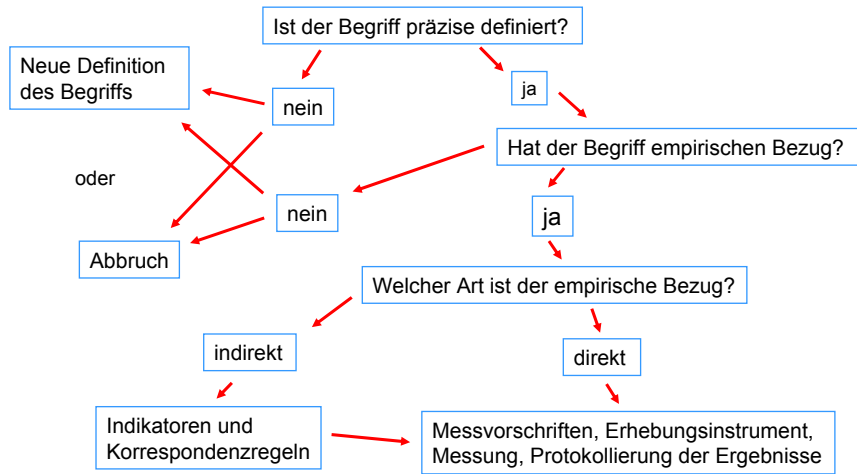 Ist der Begriff präzise definiert?
Neue Definition
des Begriffs
nein
ja
Hat der Begriff empirischen Bezug?
oder
nein
ja
Abbruch
Welcher Art ist der empirische Bezug?
indirekt
direkt
Indikatoren und
Korrespondenzregeln
Messvorschriften, Erhebungsinstrument,
Messung, Protokollierung der Ergebnisse